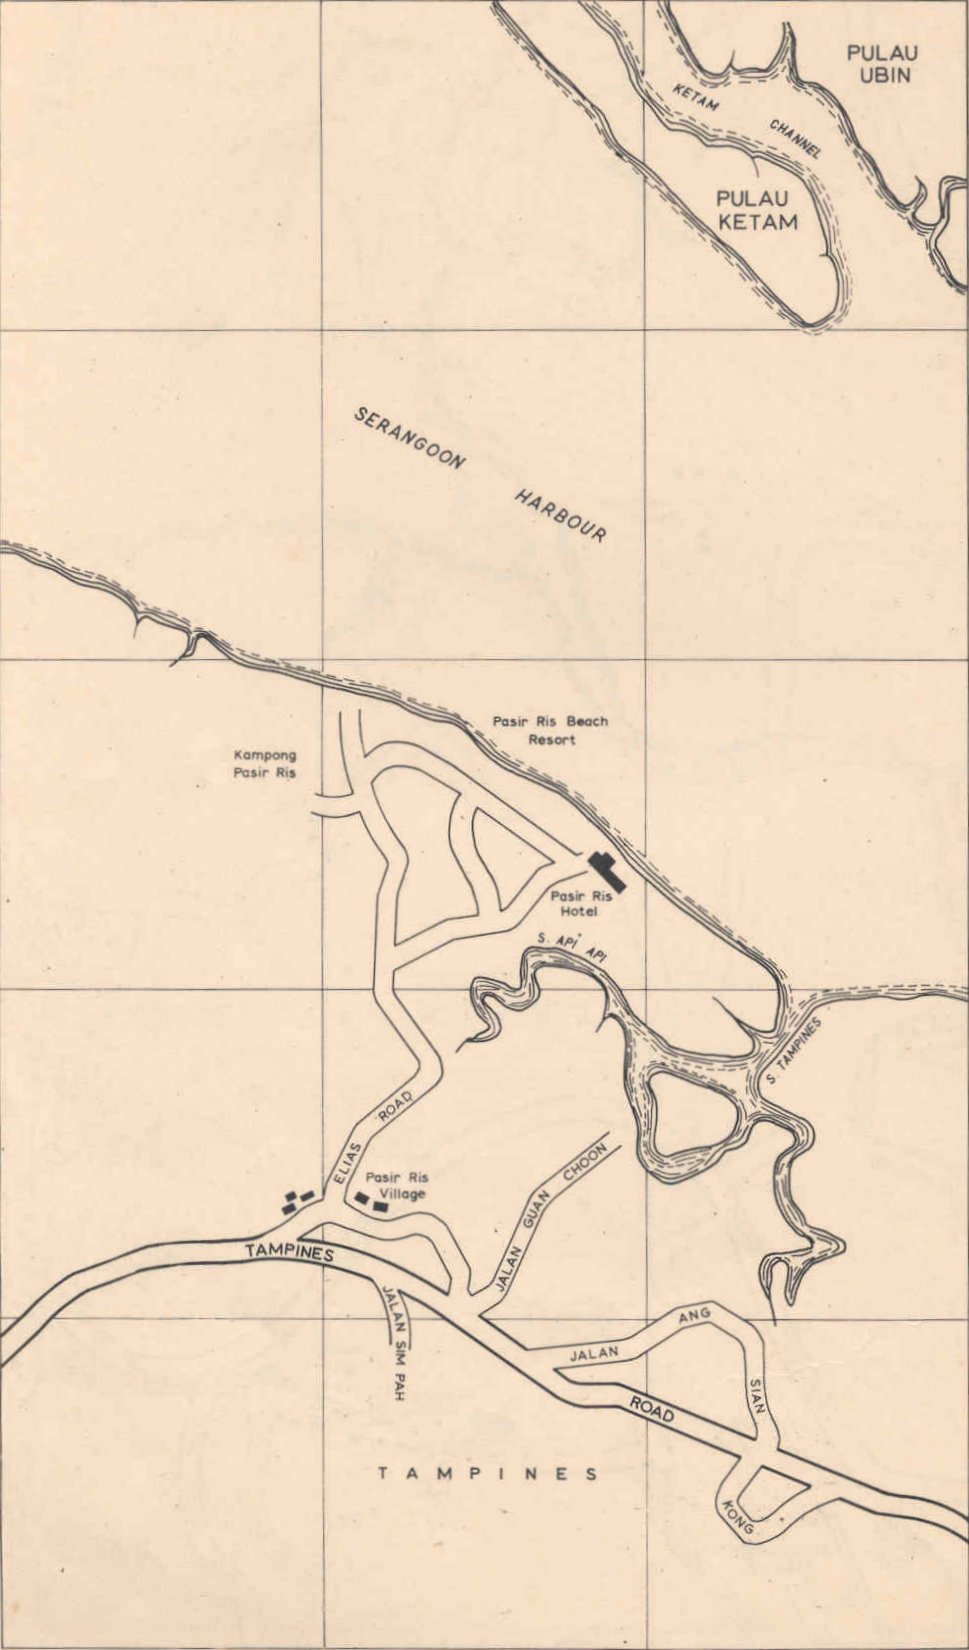 PULAU
UBIN
KETAM
CHANNEL
PULAU
KETAM
SERANGOON
HARBOUR
Pasir Ris Beach
Resort
Kampong
Pasir Ris
Pasir Ris
Hotel
S. API API
S. TAMPINES
ELIAS ROAD
Pasir Ris
Village
JALAN GUAN CHOON
TAMPINES
JALAN SIM PAH
JALAN ANG SIAN
ROAD
TAMPINES
KONG